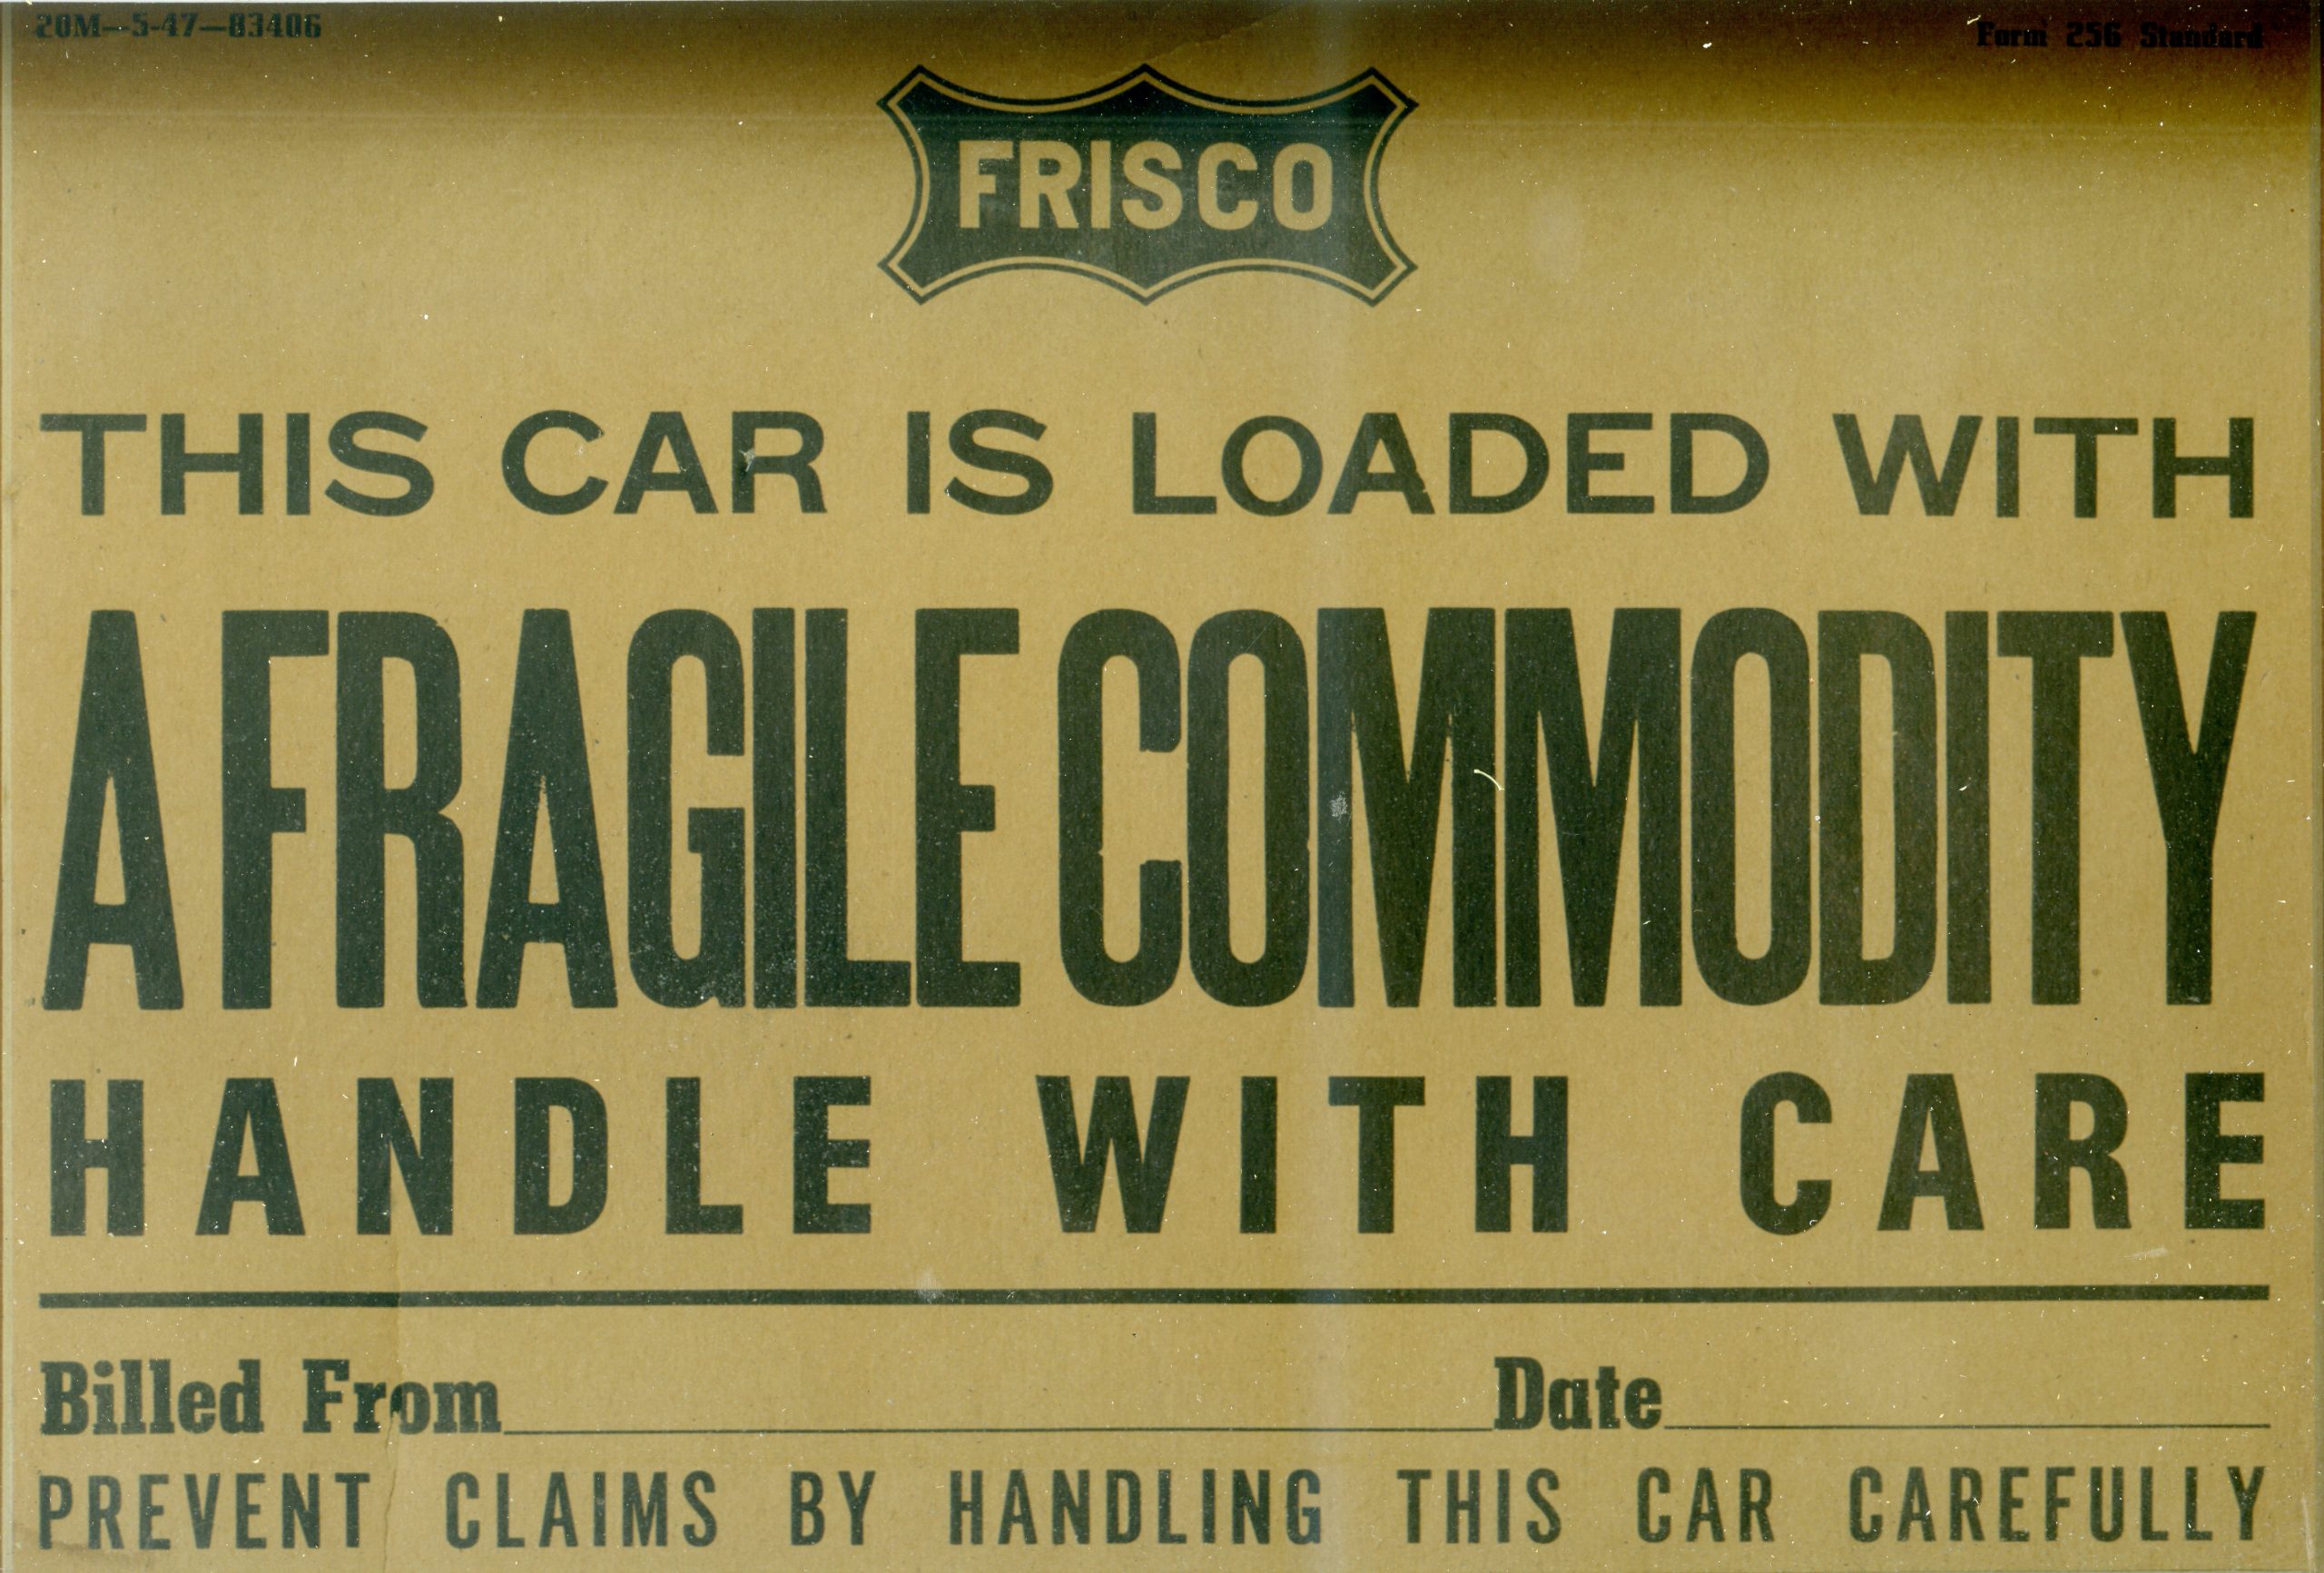 20M—5-47—83406
Form 256 Standard
FRISCO
THIS CAR IS LOADED WITH
A FRAGILE COMMODITY
HANDLE WITH CARE
Billed From Date
PREVENT CLAIMS BY HANDLING THIS CAR CAREFULLY